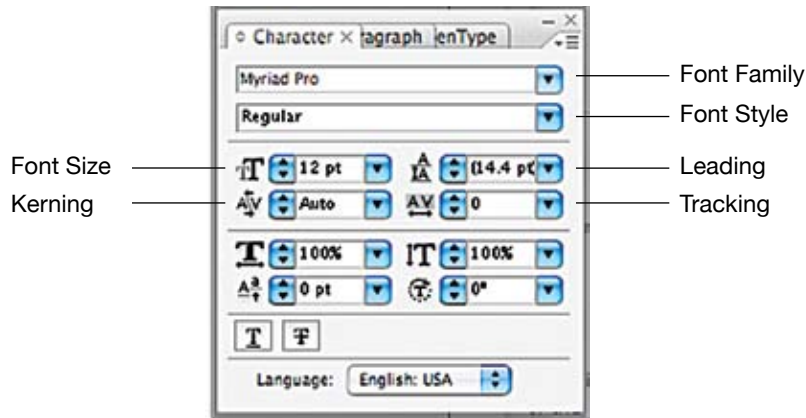 Character × ragraph enType
Myriad Pro
Font Family
Regular
Font Style
Font Size
12 pt
(14.4 pt)
Leading
Kerning
Auto
0
Tracking
100%
100%
0 pt
0°
T T
Language: English: USA